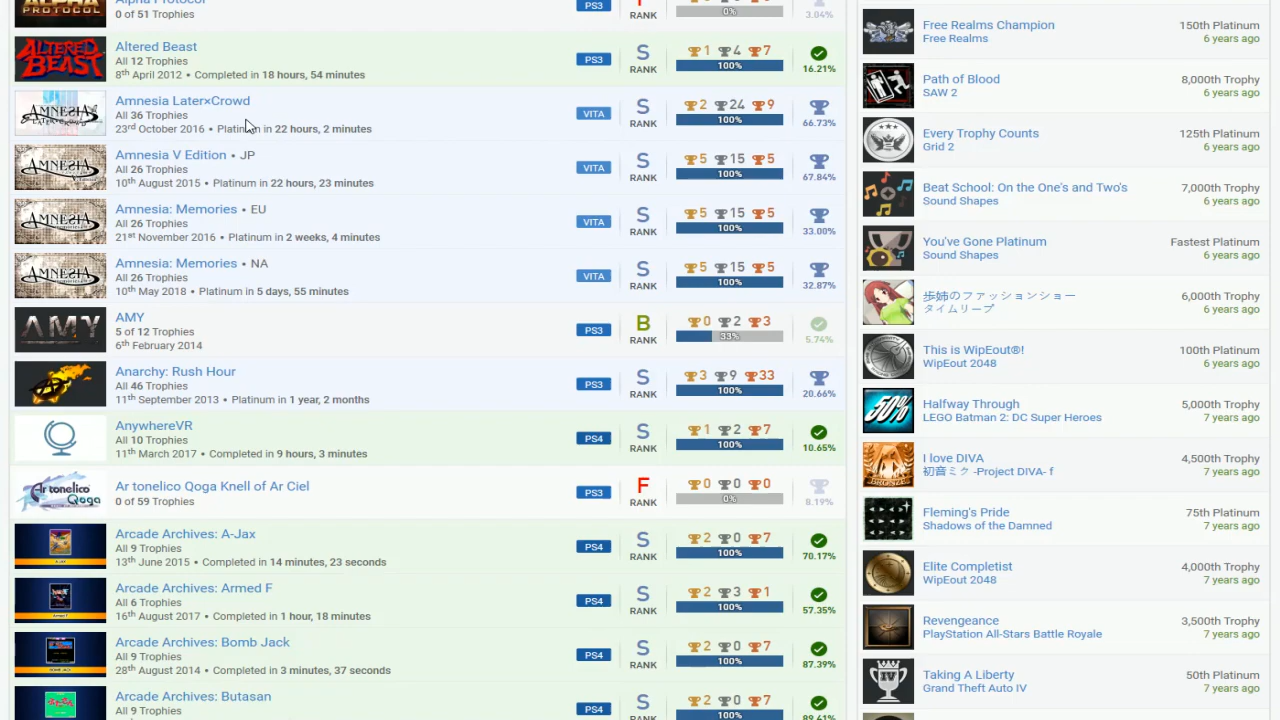 Alpha Protocol
0 of 51 Trophies
PS3
RANK
0%
3.04%
ALTERED BEAST
Altered Beast
All 12 Trophies
8th April 2012 • Completed in 18 hours, 54 minutes
PS3
S
RANK
1 4 7
100%
16.21%
AMNESIA
Amnesia Later×Crowd
All 36 Trophies
23rd October 2016 • Platinum in 22 hours, 2 minutes
VITA
S
RANK
2 24 9
100%
66.73%
AMNESIA
Amnesia V Edition • JP
All 26 Trophies
10th August 2015 • Platinum in 22 hours, 23 minutes
VITA
S
RANK
5 15 5
100%
67.84%
AMNESIA
Amnesia: Memories • EU
All 26 Trophies
21st November 2016 • Platinum in 2 weeks, 4 minutes
VITA
S
RANK
5 15 5
100%
33.00%
AMNESIA
Amnesia: Memories • NA
All 26 Trophies
10th May 2018 • Platinum in 5 days, 55 minutes
VITA
S
RANK
5 15 5
100%
32.87%
AMY
AMY
5 of 12 Trophies
5th February 2014
PS3
B
RANK
0 2 3
33%
5.74%
Anarchy: Rush Hour
All 46 Trophies
11th September 2013 • Platinum in 1 year, 2 months
PS3
S
RANK
3 9 33
100%
20.66%
AnywhereVR
All 10 Trophies
11th March 2017 • Completed in 9 hours, 3 minutes
PS4
S
RANK
1 2 7
100%
10.65%
Ar tonelico Qoga
Ar tonelico Qoga Knell of Ar Ciel
0 of 59 Trophies
PS3
F
RANK
0 0 0
0%
8.19%
Arcade Archives: A-Jax
All 9 Trophies
PS4
S
RANK
2 0 7
100%
70.17%
Arcade Archives: Armed F
All 6 Trophies
16th August 2017 • Completed in 1 hour, 18 minutes
PS4
S
RANK
2 3 1
100%
57.35%
Arcade Archives: Bomb Jack
All 9 Trophies
28th August 2014 • Completed in 3 minutes, 37 seconds
PS4
S
RANK
2 0 7
100%
87.39%
Arcade Archives: Butasan
All 9 Trophies
PS4
S
RANK
2 0 7
100%
89.61%
Free Realms Champion
Free Realms
150th Platinum
6 years ago
Path of Blood
SAW 2
8,000th Trophy
6 years ago
Every Trophy Counts
Grid 2
125th Platinum
6 years ago
Beat School: On the One's and Two's
Sound Shapes
7,000th Trophy
6 years ago
You've Gone Platinum
Sound Shapes
Fastest Platinum
6 years ago
歩姉のファッションショー
タイムリープ
6,000th Trophy
6 years ago
This is WipEout®!
WipEout 2048
100th Platinum
6 years ago
50%
Halfway Through
LEGO Batman 2: DC Super Heroes
5,000th Trophy
7 years ago
BRONZE
I love DIVA
初音ミク -Project DIVA- f
4,500th Trophy
7 years ago
Fleming's Pride
Shadows of the Damned
75th Platinum
7 years ago
Elite Completist
WipEout 2048
4,000th Trophy
7 years ago
Revengeance
PlayStation All-Stars Battle Royale
3,500th Trophy
7 years ago
IV
Taking A Liberty
Grand Theft Auto IV
50th Platinum
7 years ago